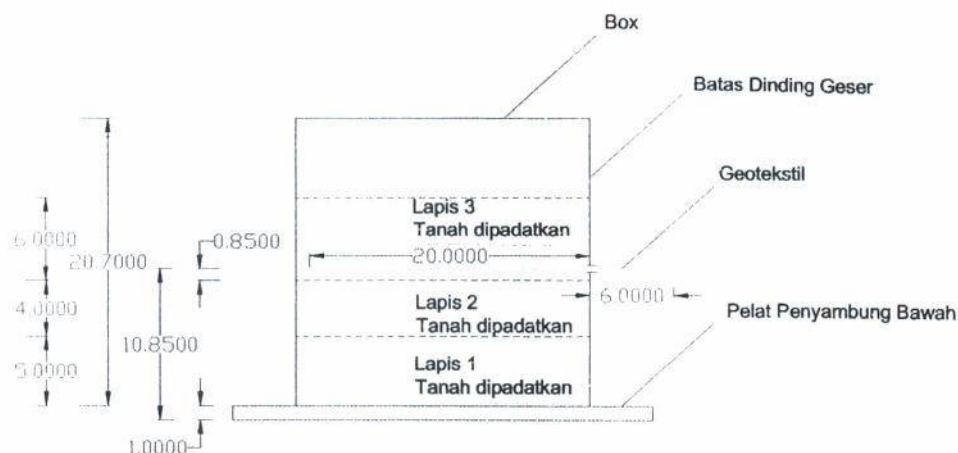 Box
Batas Dinding Geser
Geotekstil
Lapis 3
Tanah dipadatkan
0.8500
6.0000
20.7000
20.0000
6.0000
4.0000
Lapis 2
Tanah dipadatkan
Pelat Penyambung Bawah
10.8500
5.0000
Lapis 1
Tanah dipadatkan
1.0000